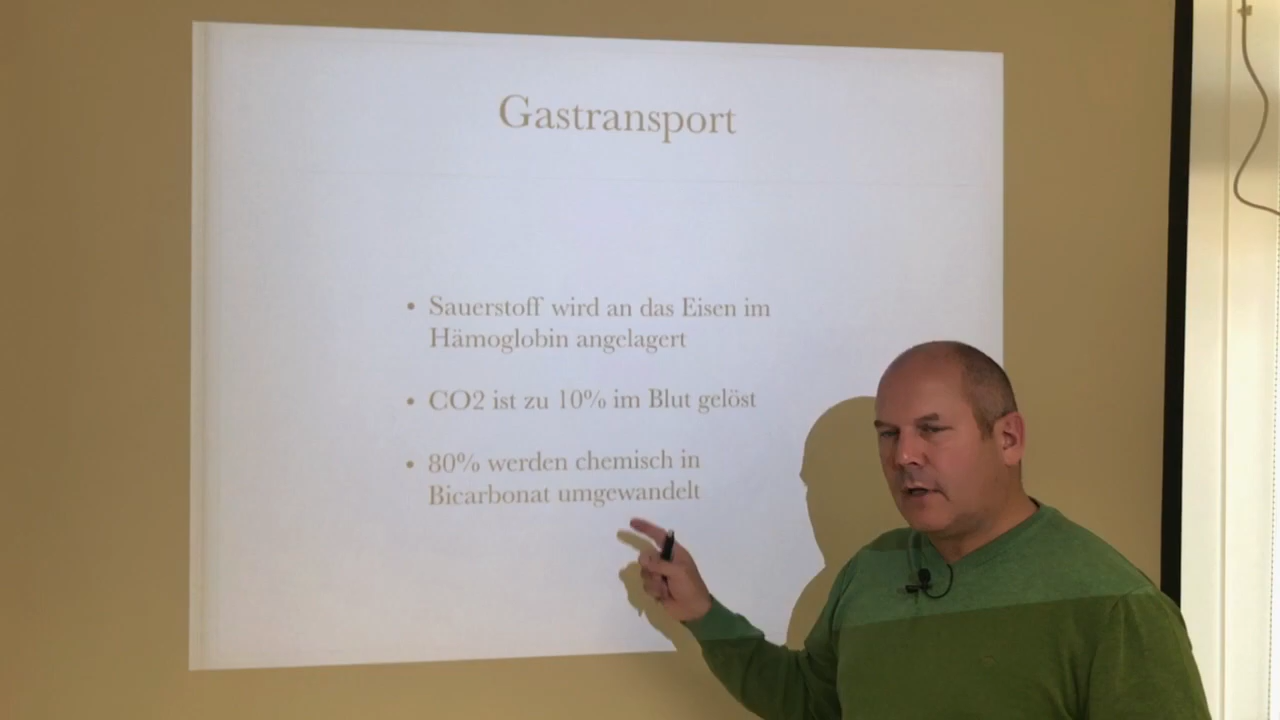 Gastransport
• Sauerstoff wird an das Eisen im
Hämoglobin angelagert
• CO2 ist zu 10% im Blut gelöst
• 80% werden chemisch in
Bicarbonat umgewandelt